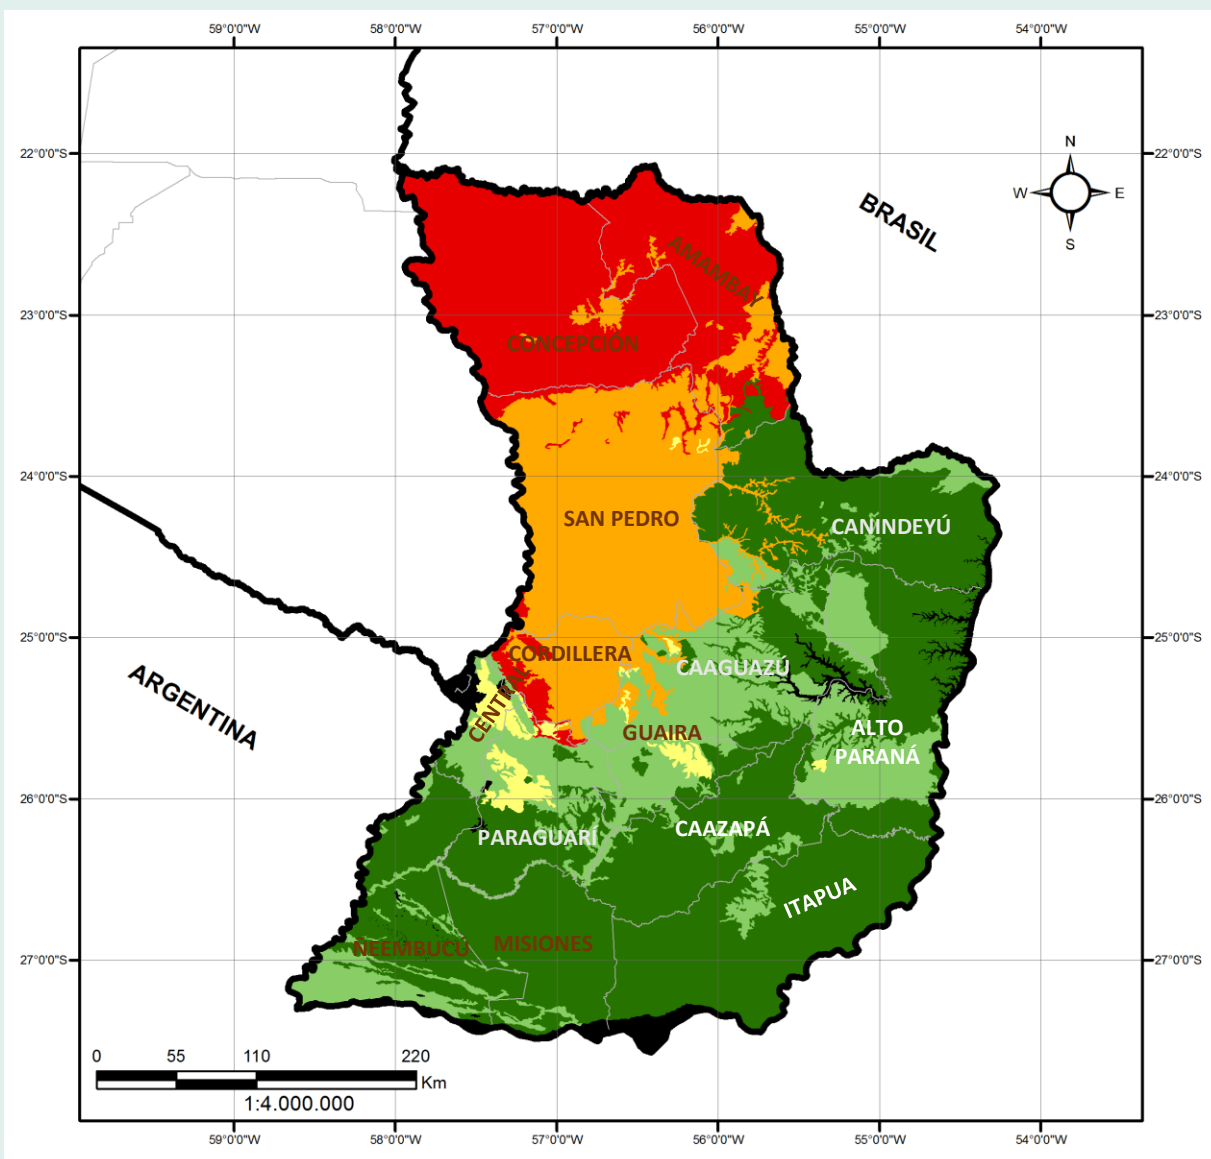 59°0'0"W 58°0'0"W 57°0'0"W 56°0'0"W 55°0'0"W 54°0'0"W
22°0'0"S 22°0'0"S
N
W E
S
BRASIL
AMAMBAY
23°0'0"S 23°0'0"S
CONCEPCIÓN
24°0'0"S 24°0'0"S
SAN PEDRO
CANINDEYÚ
25°0'0"S 25°0'0"S
CORDILLERA
CAAGUAZÚ
ARGENTINA
CENTRAL
GUAIRA
ALTO
PARANÁ
26°0'0"S 26°0'0"S
CAAZAPÁ
PARAGUARÍ
ITAPUA
ÑEEMBUCÚ
MISIONES
27°0'0"S 27°0'0"S
0 55 110 220
Km
1:4.000.000
59°0'0"W 58°0'0"W 57°0'0"W 56°0'0"W 55°0'0"W 54°0'0"W